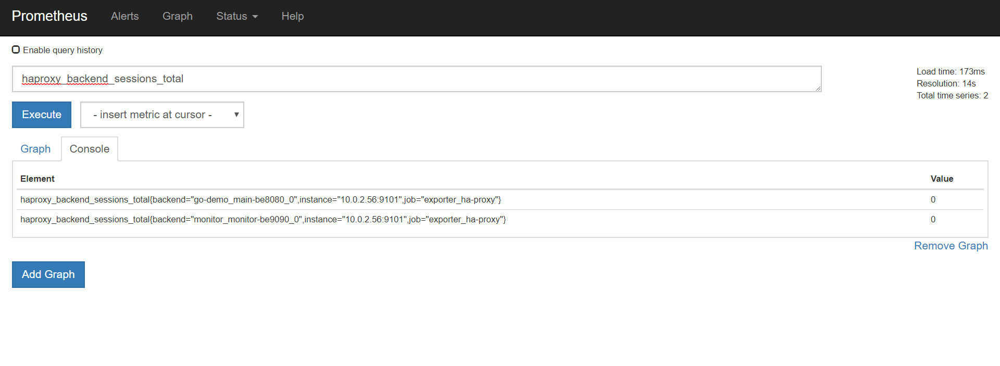 Prometheus Alerts Graph Status Help
Enable query history
haproxy_backend_sessions_total
Load time: 173ms
Resolution: 14s
Total time series: 2
Execute - insert metric at cursor -
Graph Console
Element Value
haproxy_backend_sessions_total{backend="go-demo_main-be8080_0",instance="10.0.2.56:9101",job="exporter_ha-proxy"} 0
haproxy_backend_sessions_total{backend="monitor_monitor-be9090_0",instance="10.0.2.56:9101",job="exporter_ha-proxy"} 0
Remove Graph
Add Graph